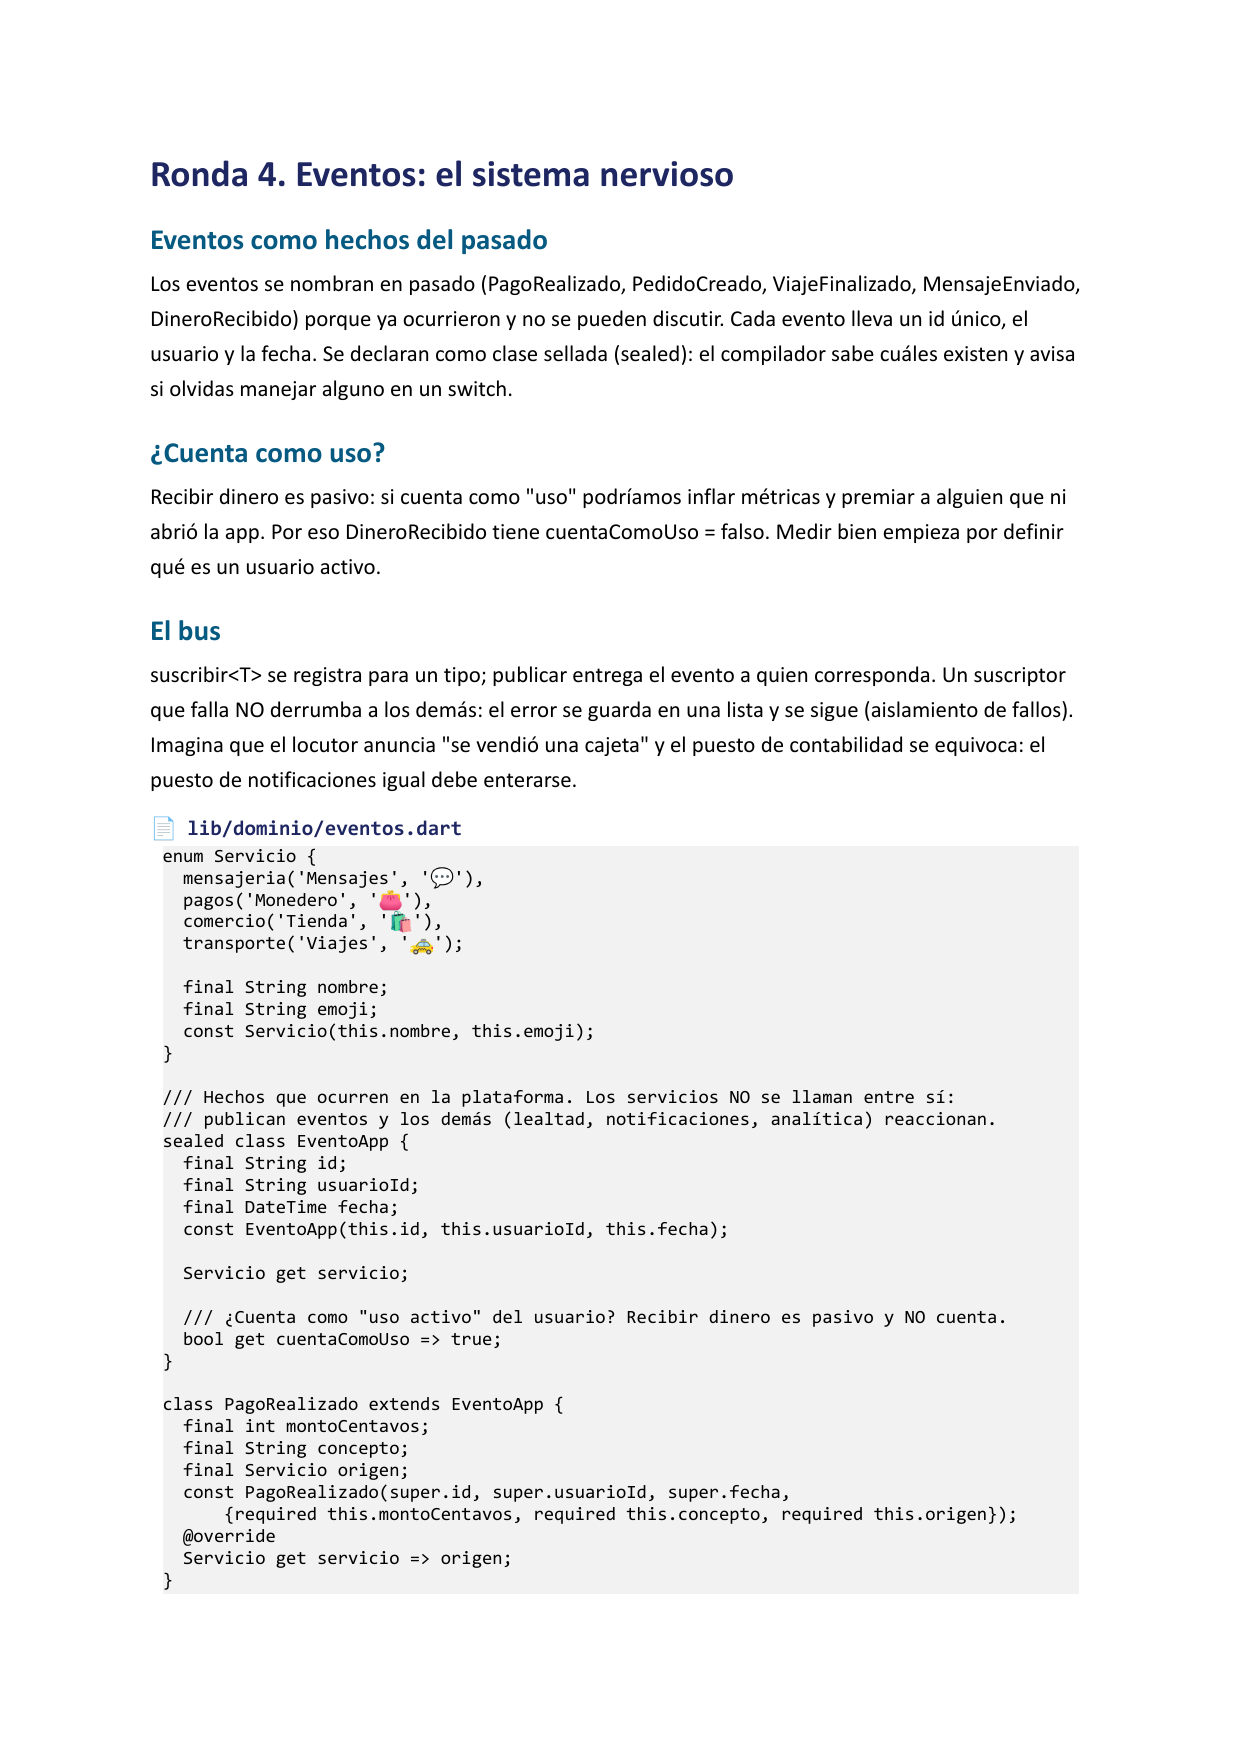 Ronda 4. Eventos: el sistema nervioso
Eventos como hechos del pasado
Los eventos se nombran en pasado (PagoRealizado, PedidoCreado, ViajeFinalizado, MensajeEnviado,
DineroRecibido) porque ya ocurrieron y no se pueden discutir. Cada evento lleva un id único, el
usuario y la fecha. Se declaran como clase sellada (sealed): el compilador sabe cuáles existen y avisa
si olvidas manejar alguno en un switch.
¿Cuenta como uso?
Recibir dinero es pasivo: si cuenta como "uso" podríamos inflar métricas y premiar a alguien que ni
abrió la app. Por eso DineroRecibido tiene cuentaComoUso = falso. Medir bien empieza por definir
qué es un usuario activo.
El bus
suscribir<T> se registra para un tipo; publicar entrega el evento a quien corresponda. Un suscriptor
que falla NO derrumba a los demás: el error se guarda en una lista y se sigue (aislamiento de fallos).
Imagina que el locutor anuncia "se vendió una cajeta" y el puesto de contabilidad se equivoca: el
puesto de notificaciones igual debe enterarse.
📄 lib/dominio/eventos.dart
enum Servicio {
  mensajeria('Mensajes', '💬'),
  pagos('Monedero', '👛'),
  comercio('Tienda', '🛍️'),
  transporte('Viajes', '🚕');

  final String nombre;
  final String emoji;
  const Servicio(this.nombre, this.emoji);
}

/// Hechos que ocurren en la plataforma. Los servicios NO se llaman entre sí:
/// publican eventos y los demás (lealtad, notificaciones, analítica) reaccionan.
sealed class EventoApp {
  final String id;
  final String usuarioId;
  final DateTime fecha;
  const EventoApp(this.id, this.usuarioId, this.fecha);

  Servicio get servicio;

  /// ¿Cuenta como "uso activo" del usuario? Recibir dinero es pasivo y NO cuenta.
  bool get cuentaComoUso => true;
}

class PagoRealizado extends EventoApp {
  final int montoCentavos;
  final String concepto;
  final Servicio origen;
  const PagoRealizado(super.id, super.usuarioId, super.fecha,
      {required this.montoCentavos, required this.concepto, required this.origen});
  @override
  Servicio get servicio => origen;
}